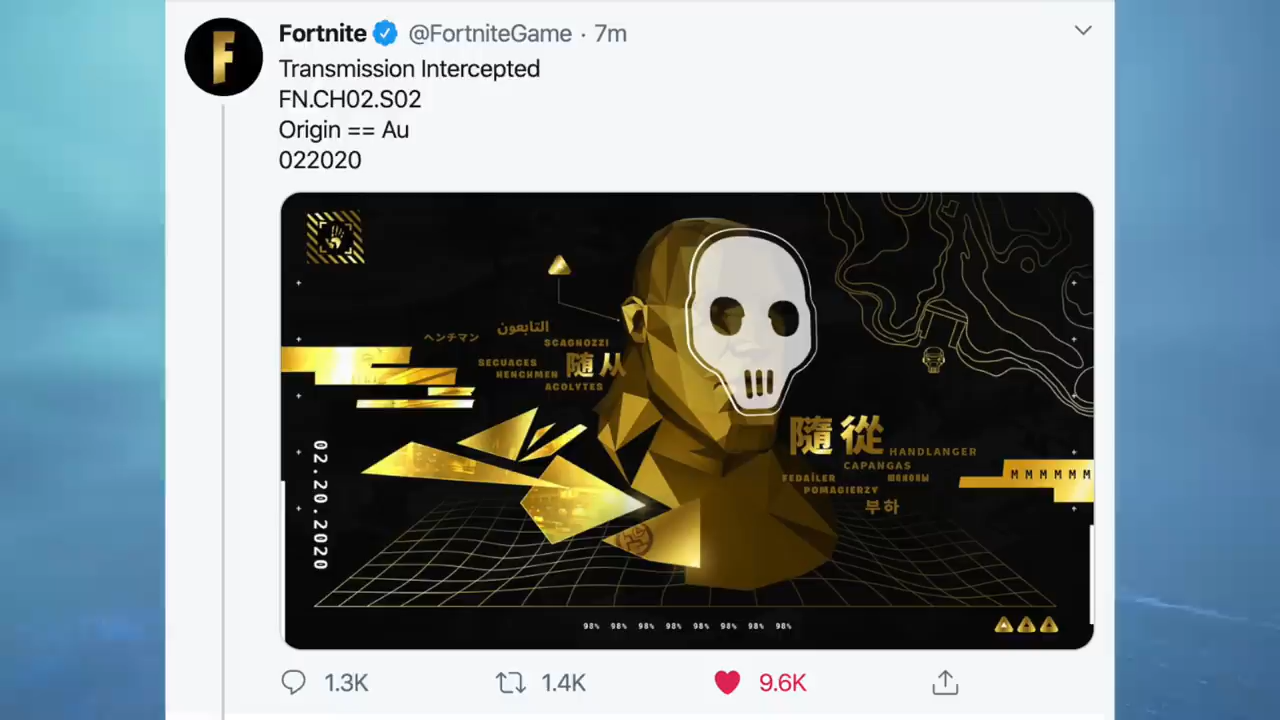 Fortnite @FortniteGame · 7m
Transmission Intercepted
FN.CH02.S02
Origin == Au
022020
ヘンチマン
التابعون
SCAGNOZZI
SECUACES
随从
HENCHMEN
ACOLYTES
02.20.2020
隨從
HANDLANGER
CAPANGAS
FEDAİLER
POMAGIERZY
부하
MMMMMM
98% 98% 98% 98% 98% 98% 98% 98%
1.3K 1.4K 9.6K